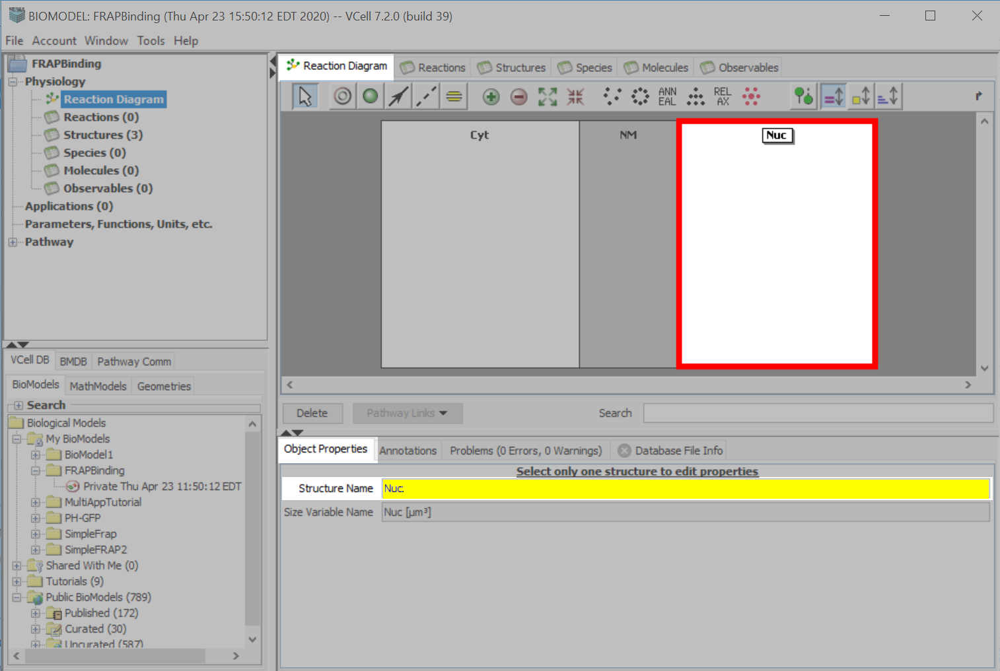 BIOMODEL: FRAPBinding (Thu Apr 23 15:50:12 EDT 2020) -- VCell 7.2.0 (build 39)
File Account Window Tools Help
FRAPBinding
Physiology
Reaction Diagram
Reactions (0)
Structures (3)
Species (0)
Molecules (0)
Observables (0)
Applications (0)
Parameters, Functions, Units, etc.
Pathway
VCell DB BMDB Pathway Comm
BioModels MathModels Geometries
Search
Biological Models
My BioModels
BioModel1
FRAPBinding
Private Thu Apr 23 11:50:12 EDT
MultiAppTutorial
PH-GFP
SimpleFrap
SimpleFRAP2
Shared With Me (0)
Tutorials (9)
Public BioModels (789)
Published (172)
Curated (30)
Uncurated (587)
Reaction Diagram Reactions Structures Species Molecules Observables
ANN EAL REL AX
Cyt NM Nuc
Delete Pathway Links Search
Object Properties Annotations Problems (0 Errors, 0 Warnings) Database File Info
Select only one structure to edit properties
Structure Name Nuc
Size Variable Name Nuc [µm³]